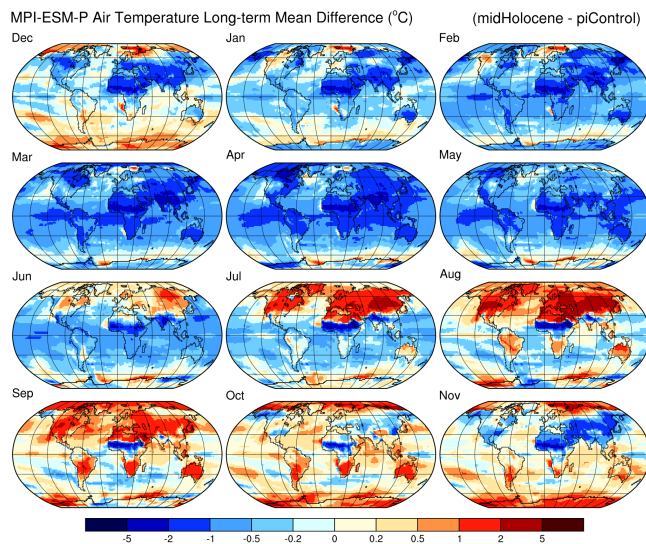 MPI-ESM-P Air Temperature Long-term Mean Difference (°C) (midHolocene - piControl)
Dec Jan Feb
Mar Apr May
Jun Jul Aug
Sep Oct Nov
-5 -2 -1 -0.5 -0.2 0 0.2 0.5 1 2 5